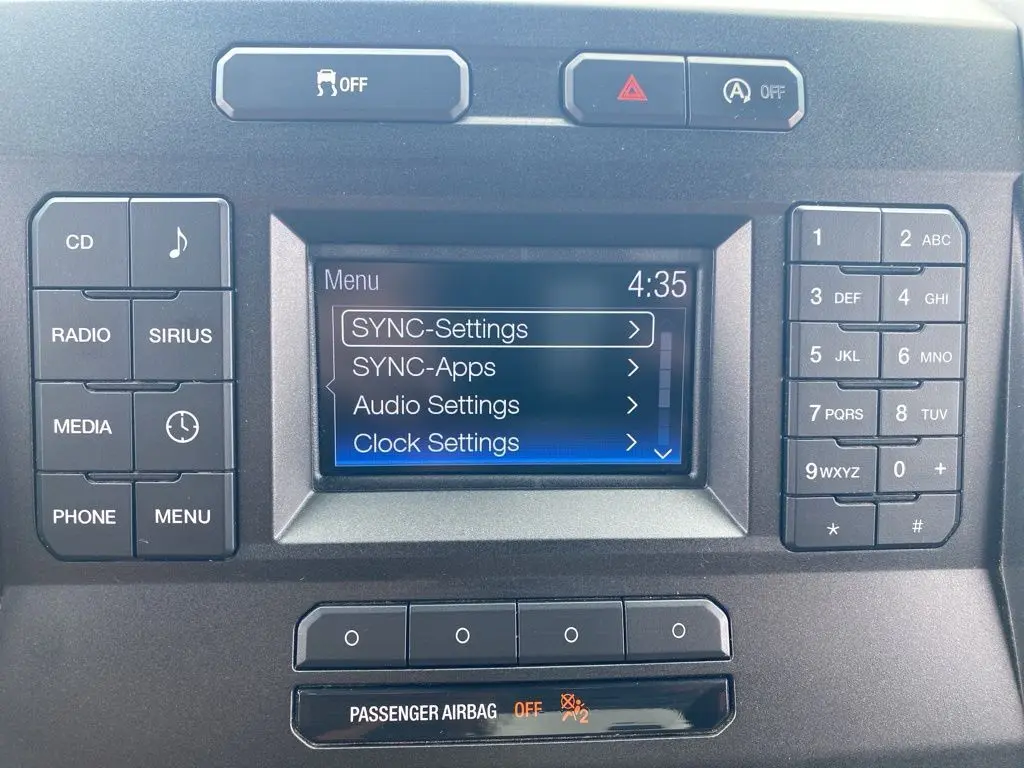 OFF
A OFF
CD
RADIO SIRIUS
MEDIA
PHONE MENU
Menu 4:35
SYNC-Settings
SYNC-Apps
Audio Settings
Clock Settings
1 2 ABC
3 DEF 4 GHI
5 JKL 6 MNO
7 PQRS 8 TUV
9 WXYZ 0 +
* #
PASSENGER AIRBAG OFF 2